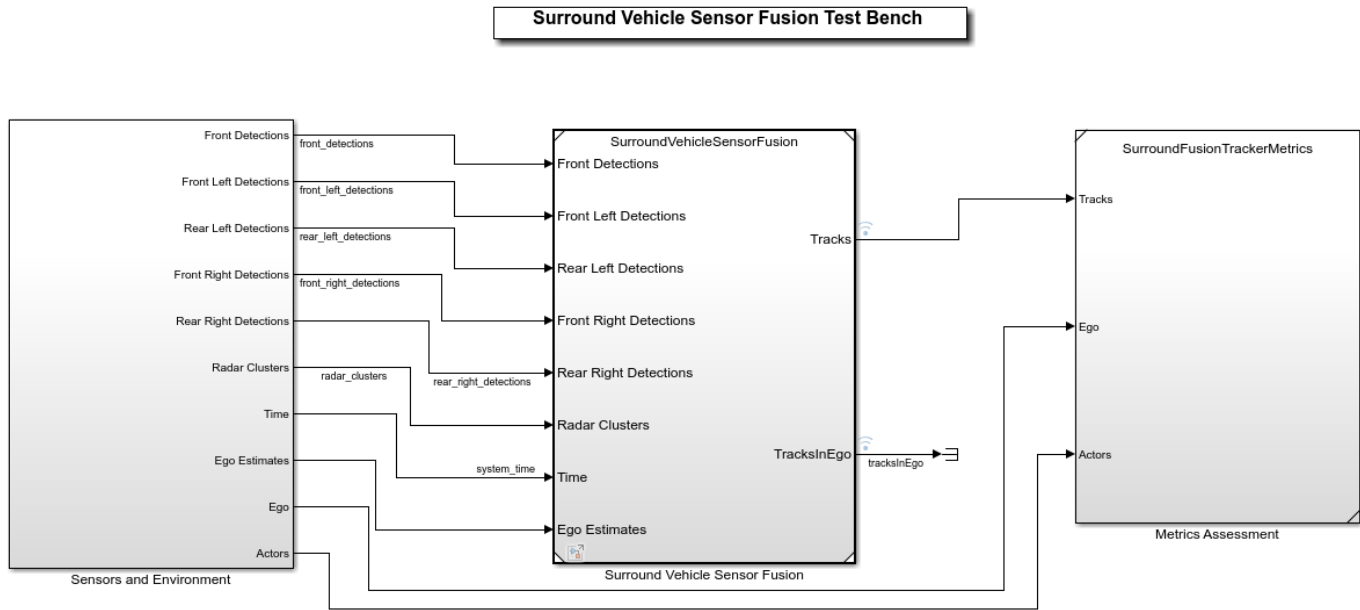 Surround Vehicle Sensor Fusion Test Bench
Front Detections
Front Left Detections
Rear Left Detections
Front Right Detections
Rear Right Detections
Radar Clusters
Time
Ego Estimates
Ego
Actors
Sensors and Environment
front_detections
front_left_detections
rear_left_detections
front_right_detections
rear_right_detections
radar_clusters
system_time
SurroundVehicleSensorFusion
Front Detections
Front Left Detections
Rear Left Detections
Front Right Detections
Rear Right Detections
Radar Clusters
Time
Ego Estimates
Tracks
TracksInEgo
Surround Vehicle Sensor Fusion
tracksInEgo
SurroundFusionTrackerMetrics
Tracks
Ego
Actors
Metrics Assessment